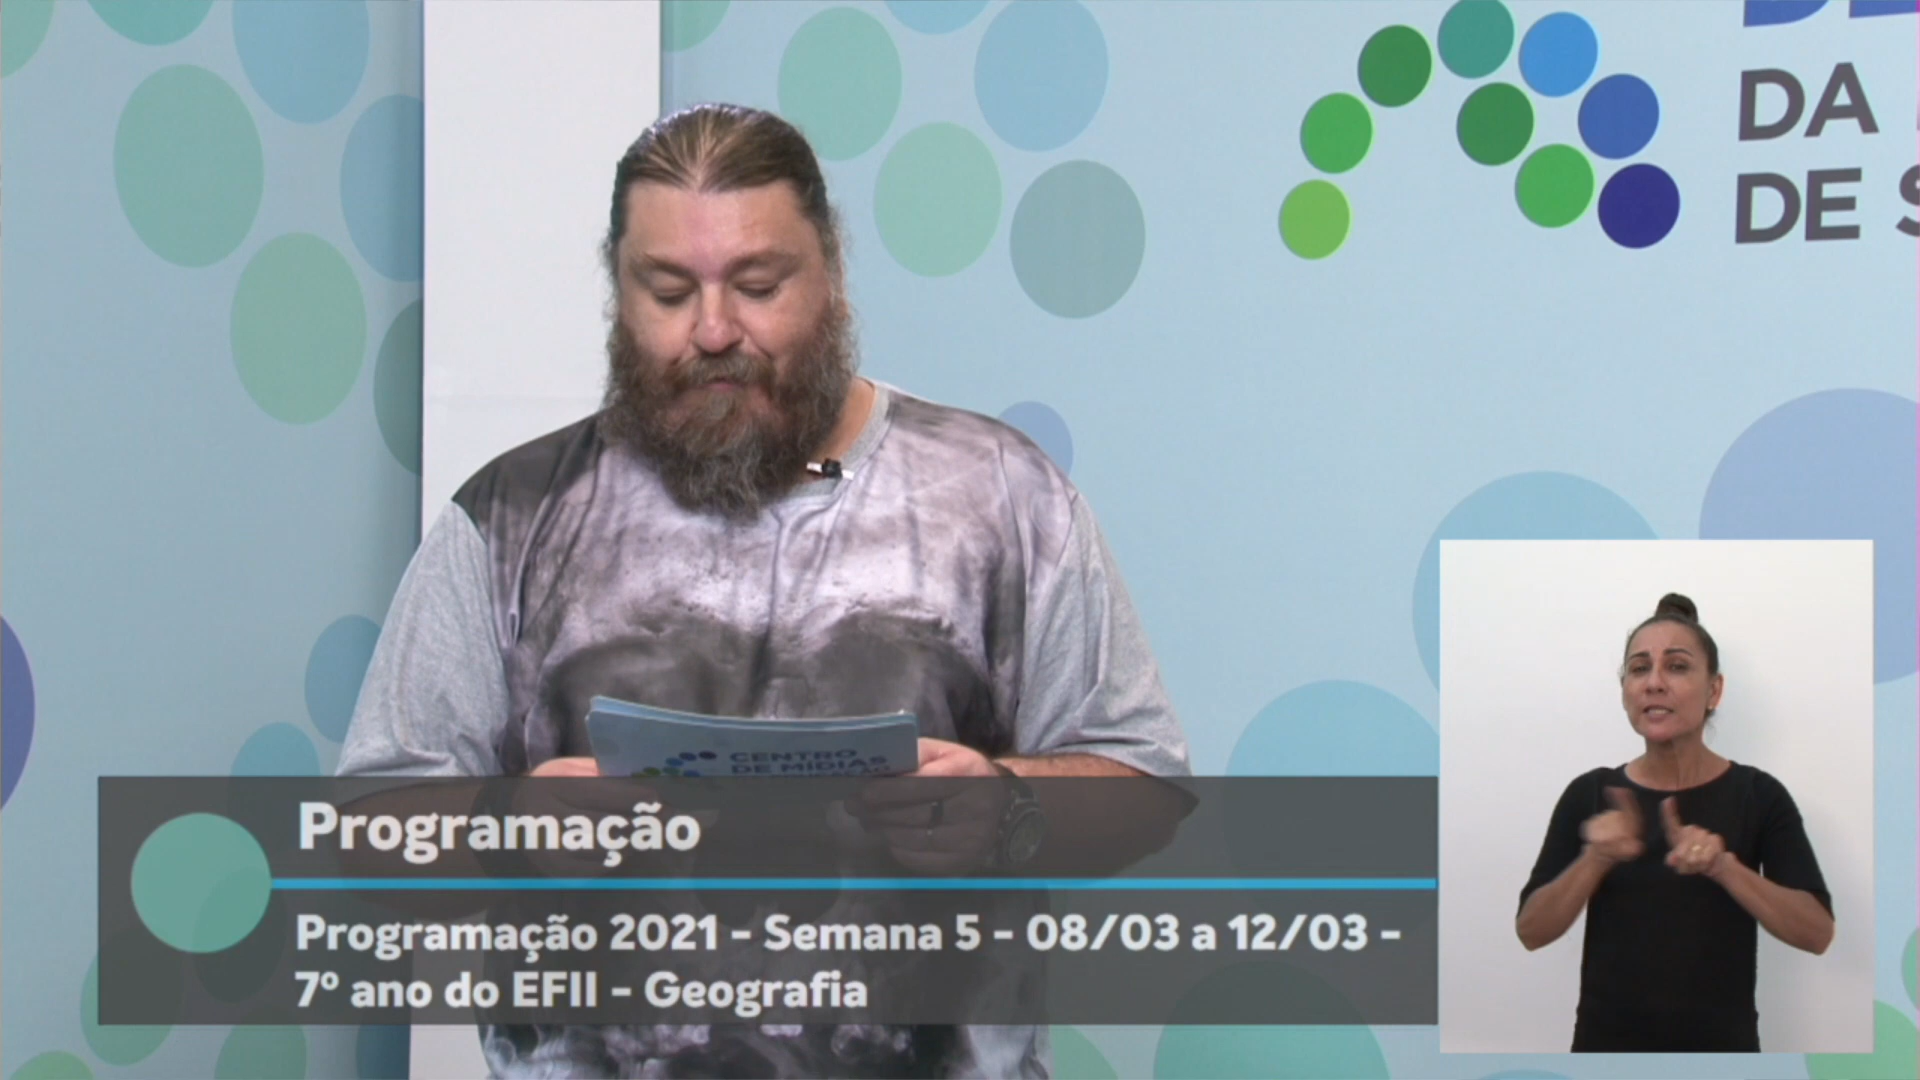 DA
DE
CENTRO
DE MÍDIAS
Programação
Programação 2021 - Semana 5 - 08/03 a 12/03 -
7º ano do EFII - Geografia